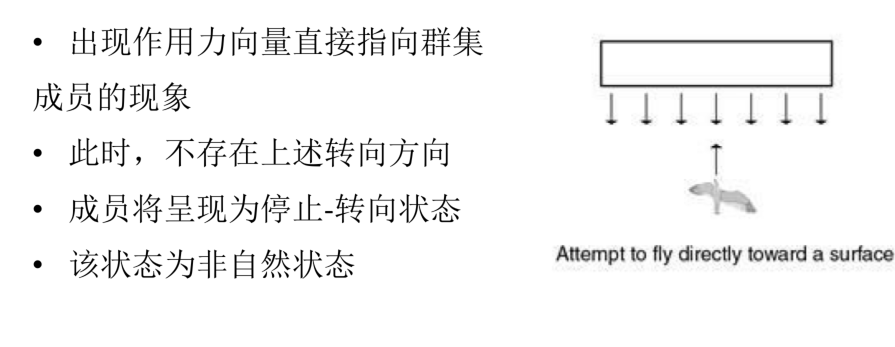 • 出现作用力向量直接指向群集
成员的现象
• 此时，不存在上述转向方向
• 成员将呈现为停止-转向状态
• 该状态为非自然状态
Attempt to fly directly toward a surface